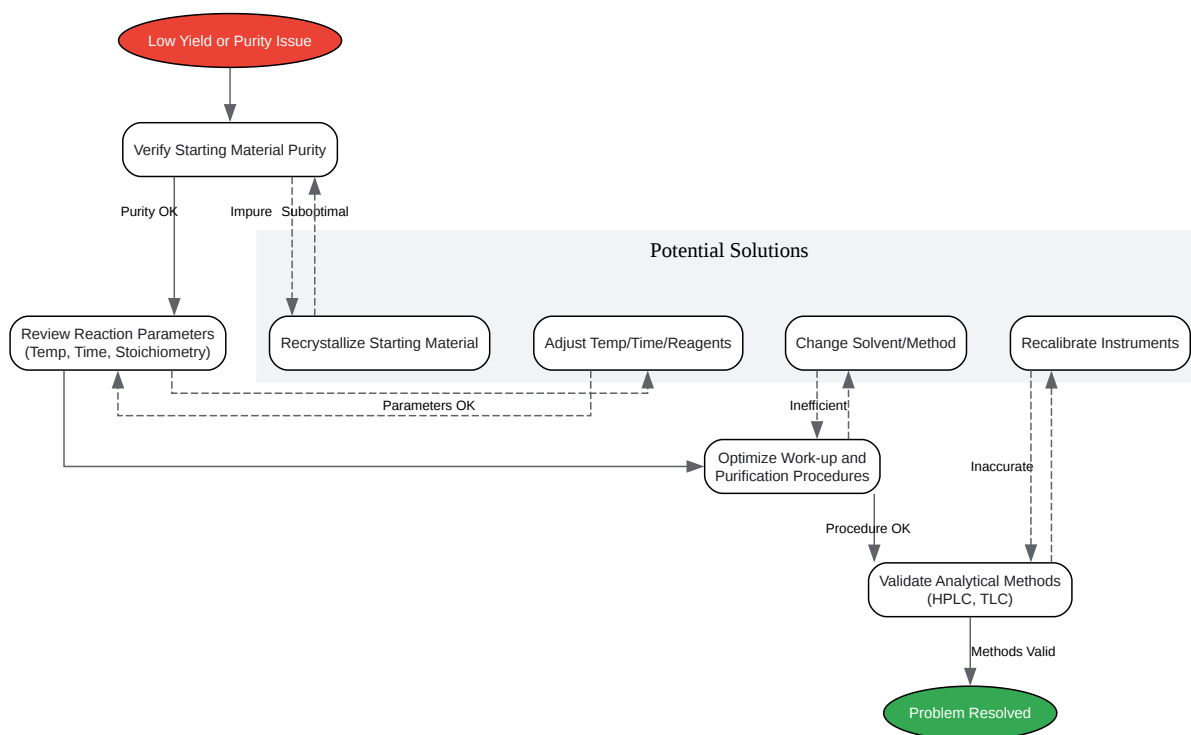 Low Yield or Purity Issue
Verify Starting Material Purity
Purity OK
Impure
Suboptimal
Potential Solutions
Review Reaction Parameters
(Temp, Time, Stoichiometry)
Recrystallize Starting Material
Adjust Temp/Time/Reagents
Change Solvent/Method
Recalibrate Instruments
Parameters OK
Inefficient
Optimize Work-up and
Purification Procedures
Inaccurate
Procedure OK
Validate Analytical Methods
(HPLC, TLC)
Methods Valid
Problem Resolved